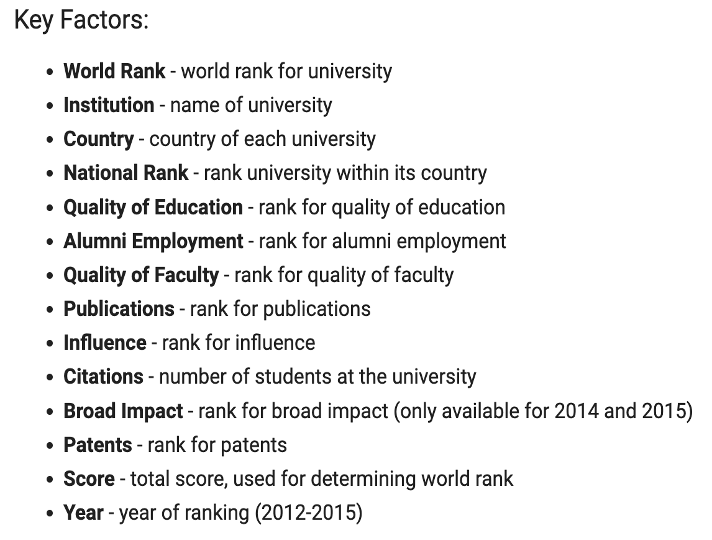 Key Factors:
• World Rank - world rank for university
• Institution - name of university
• Country - country of each university
• National Rank - rank university within its country
• Quality of Education - rank for quality of education
• Alumni Employment - rank for alumni employment
• Quality of Faculty - rank for quality of faculty
• Publications - rank for publications
• Influence - rank for influence
• Citations - number of students at the university
• Broad Impact - rank for broad impact (only available for 2014 and 2015)
• Patents - rank for patents
• Score - total score, used for determining world rank
• Year - year of ranking (2012-2015)